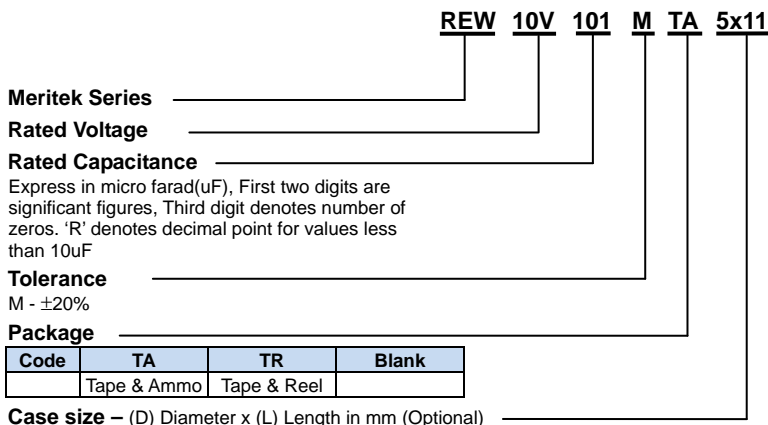 REW 10V 101 M TA 5x11
Meritek Series
Rated Voltage
Rated Capacitance
Express in micro farad(uF), First two digits are
significant figures, Third digit denotes number of
zeros. 'R' denotes decimal point for values less
than 10uF
Tolerance
M - ±20%
Package
Code TA TR Blank
Tape & Ammo Tape & Reel
Case size – (D) Diameter x (L) Length in mm (Optional)